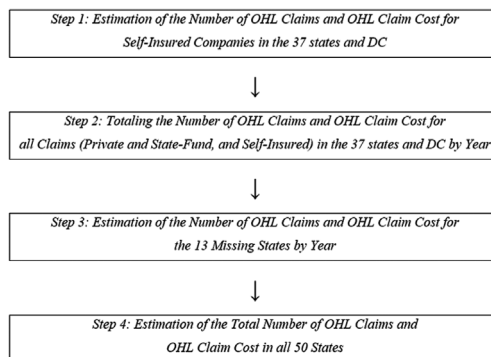 Step 1: Estimation of the Number of OHL Claims and OHL Claim Cost for
Self-Insured Companies in the 37 states and DC
Step 2: Totaling the Number of OHL Claims and OHL Claim Cost for
all Claims (Private and State-Fund, and Self-Insured) in the 37 states and DC by Year
Step 3: Estimation of the Number of OHL Claims and OHL Claim Cost for
the 13 Missing States by Year
Step 4: Estimation of the Total Number of OHL Claims and
OHL Claim Cost in all 50 States